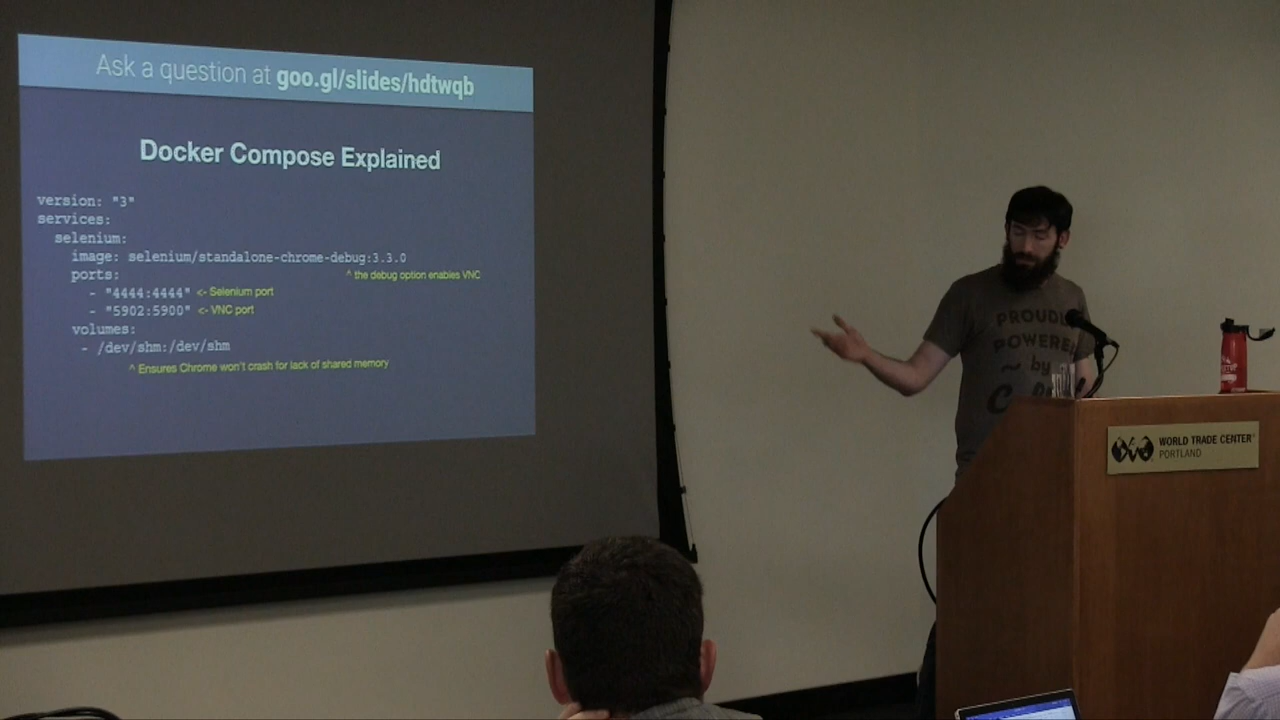 Ask a question at goo.gl/slides/hdtwqb
Docker Compose Explained
version: "3"
services:
selenium:
image: selenium/standalone-chrome-debug:3.3.0
ports:
^ the debug option enables VNC
- "4444:4444" <- Selenium port
- "5902:5900" <- VNC port
volumes:
- /dev/shm:/dev/shm
^ Ensures Chrome won't crash for lack of shared memory
PROUDLY
POWERED
~ by
WORLD TRADE CENTER®
PORTLAND